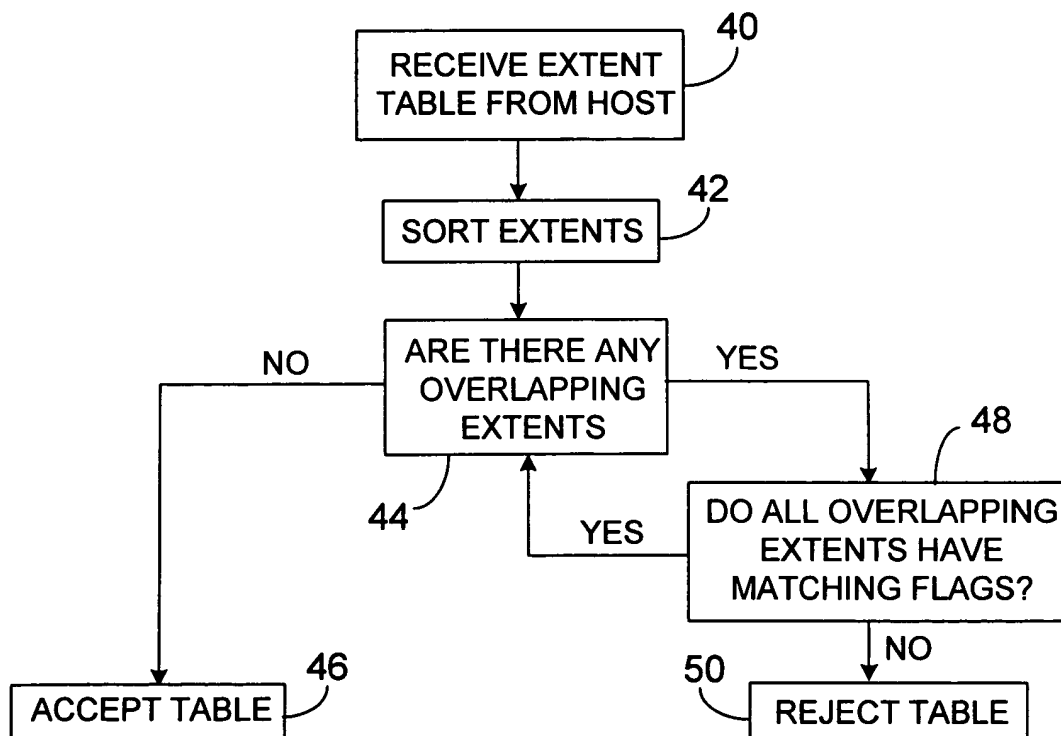 40
RECEIVE EXTENT
TABLE FROM HOST
42
SORT EXTENTS
NO
ARE THERE ANY
OVERLAPPING
EXTENTS
YES
44
48
YES
DO ALL OVERLAPPING
EXTENTS HAVE
MATCHING FLAGS?
NO
46
ACCEPT TABLE
50
REJECT TABLE